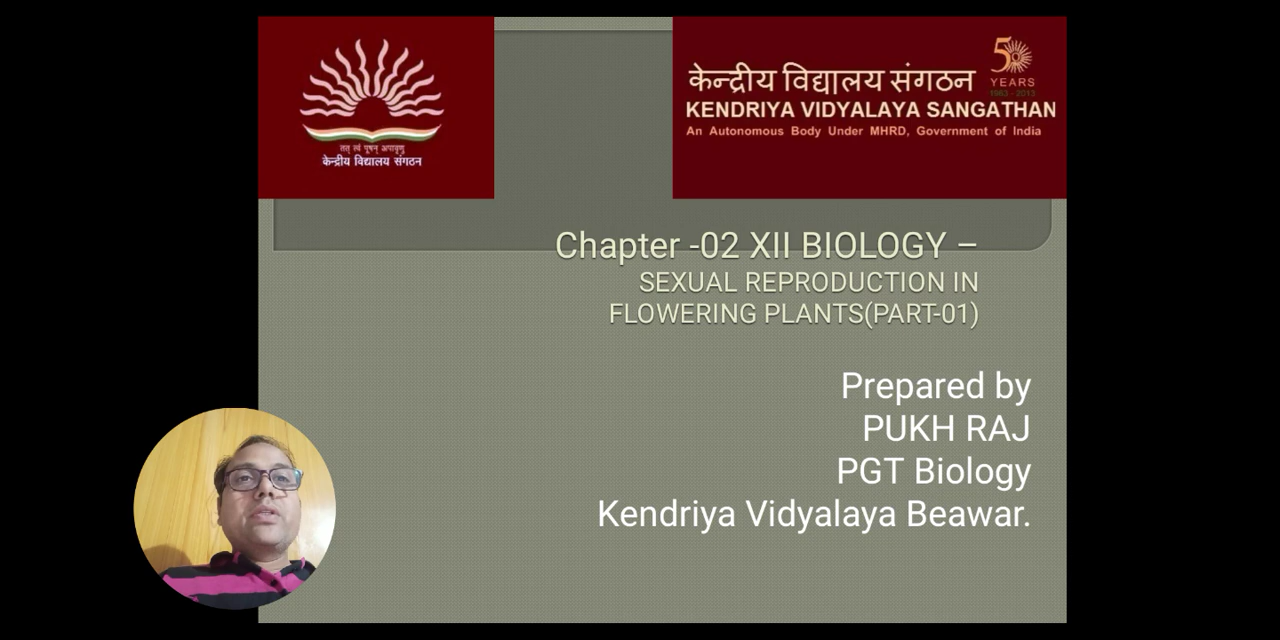 तत् त्वं पूषन् अपावृणु
केन्द्रीय विद्यालय संगठन
50
YEARS
1963 - 2013
केन्द्रीय विद्यालय संगठन
KENDRIYA VIDYALAYA SANGATHAN
An Autonomous Body Under MHRD, Government of India
Chapter -02 XII BIOLOGY –
SEXUAL REPRODUCTION IN
FLOWERING PLANTS(PART-01)
Prepared by
PUKH RAJ
PGT Biology
Kendriya Vidyalaya Beawar.